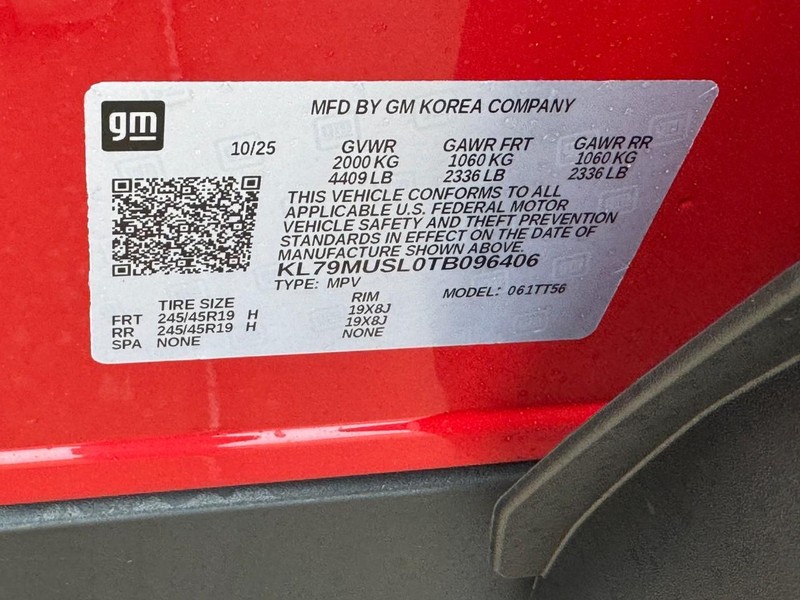 gm
MFD BY GM KOREA COMPANY
10/25 GVWR GAWR FRT GAWR RR
2000 KG 1060 KG 1060 KG
4409 LB 2336 LB 2336 LB
THIS VEHICLE CONFORMS TO ALL
APPLICABLE U.S. FEDERAL MOTOR
VEHICLE SAFETY AND THEFT PREVENTION
STANDARDS IN EFFECT ON THE DATE OF
MANUFACTURE SHOWN ABOVE.
KL79MUSL0TB096406
TYPE: MPV MODEL: 061TT56
TIRE SIZE RIM
FRT 245/45R19 H 19X8J
RR 245/45R19 H 19X8J
SPA NONE NONE